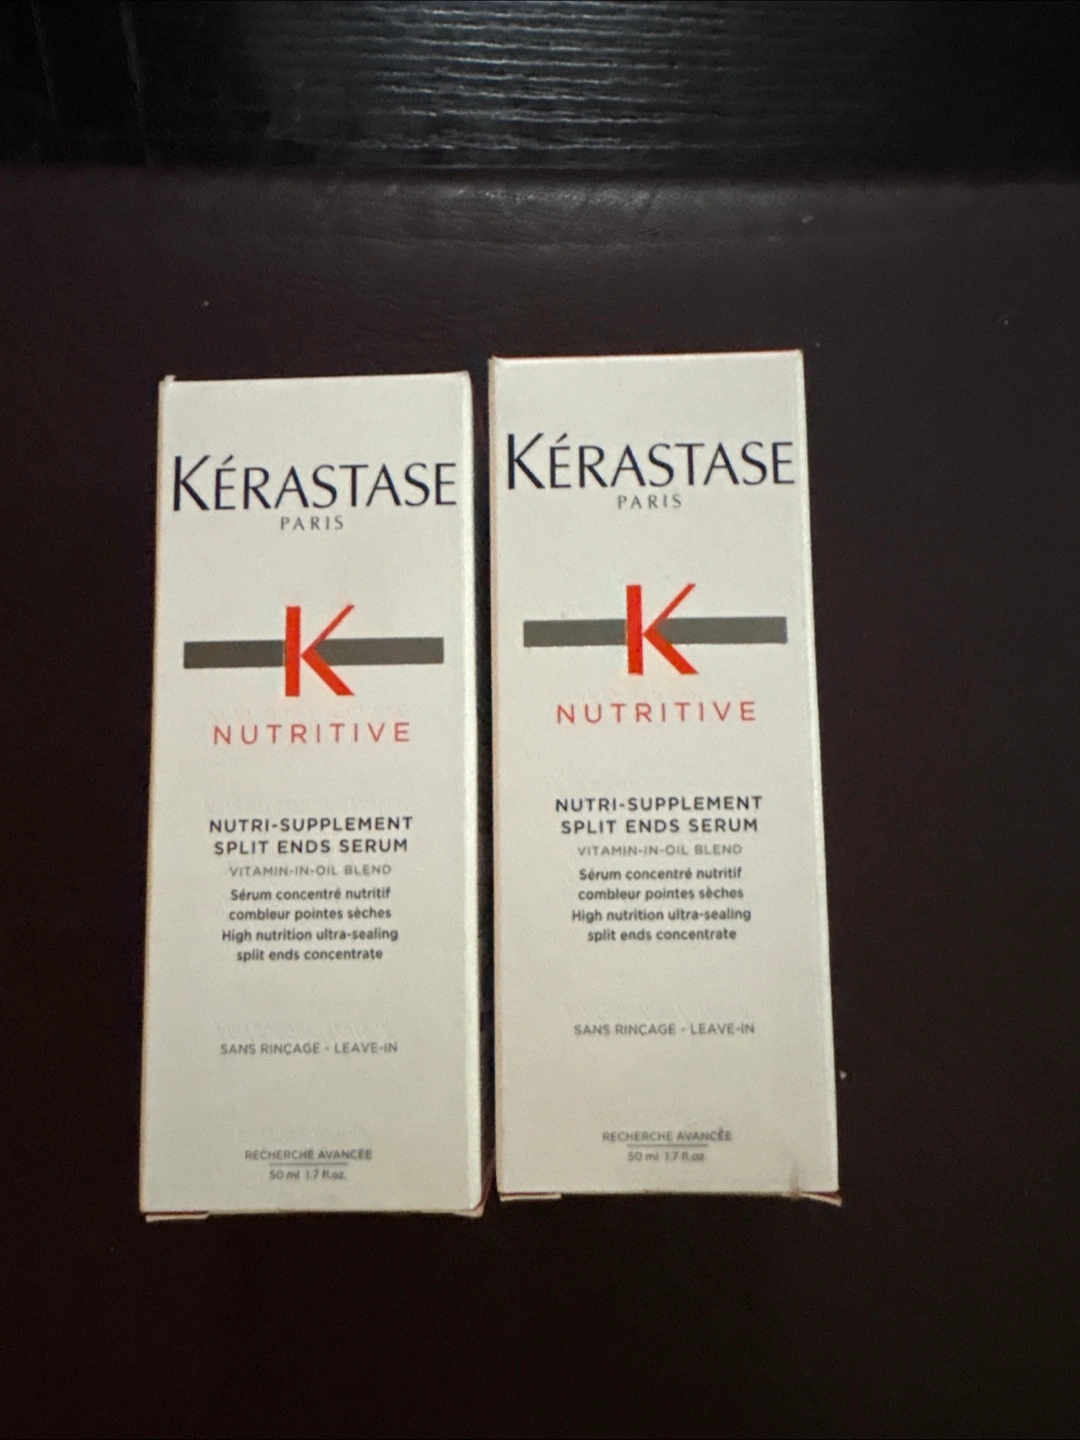 KÉRASTASE
PARIS
K
NUTRITIVE
NUTRI-SUPPLEMENT
SPLIT ENDS SERUM
VITAMIN-IN-OIL BLEND
Sérum concentré nutritif
combleur pointes sèches
High nutrition ultra-sealing
split ends concentrate
SANS RINÇAGE - LEAVE-IN
RECHERCHE AVANCÉE
50 ml 1.7 fl.oz.
KÉRASTASE
PARIS
K
NUTRITIVE
NUTRI-SUPPLEMENT
SPLIT ENDS SERUM
VITAMIN-IN-OIL BLEND
Sérum concentré nutritif
combleur pointes sèches
High nutrition ultra-sealing
split ends concentrate
SANS RINÇAGE - LEAVE-IN
RECHERCHE AVANCÉE
50 ml 1.7 fl.oz.